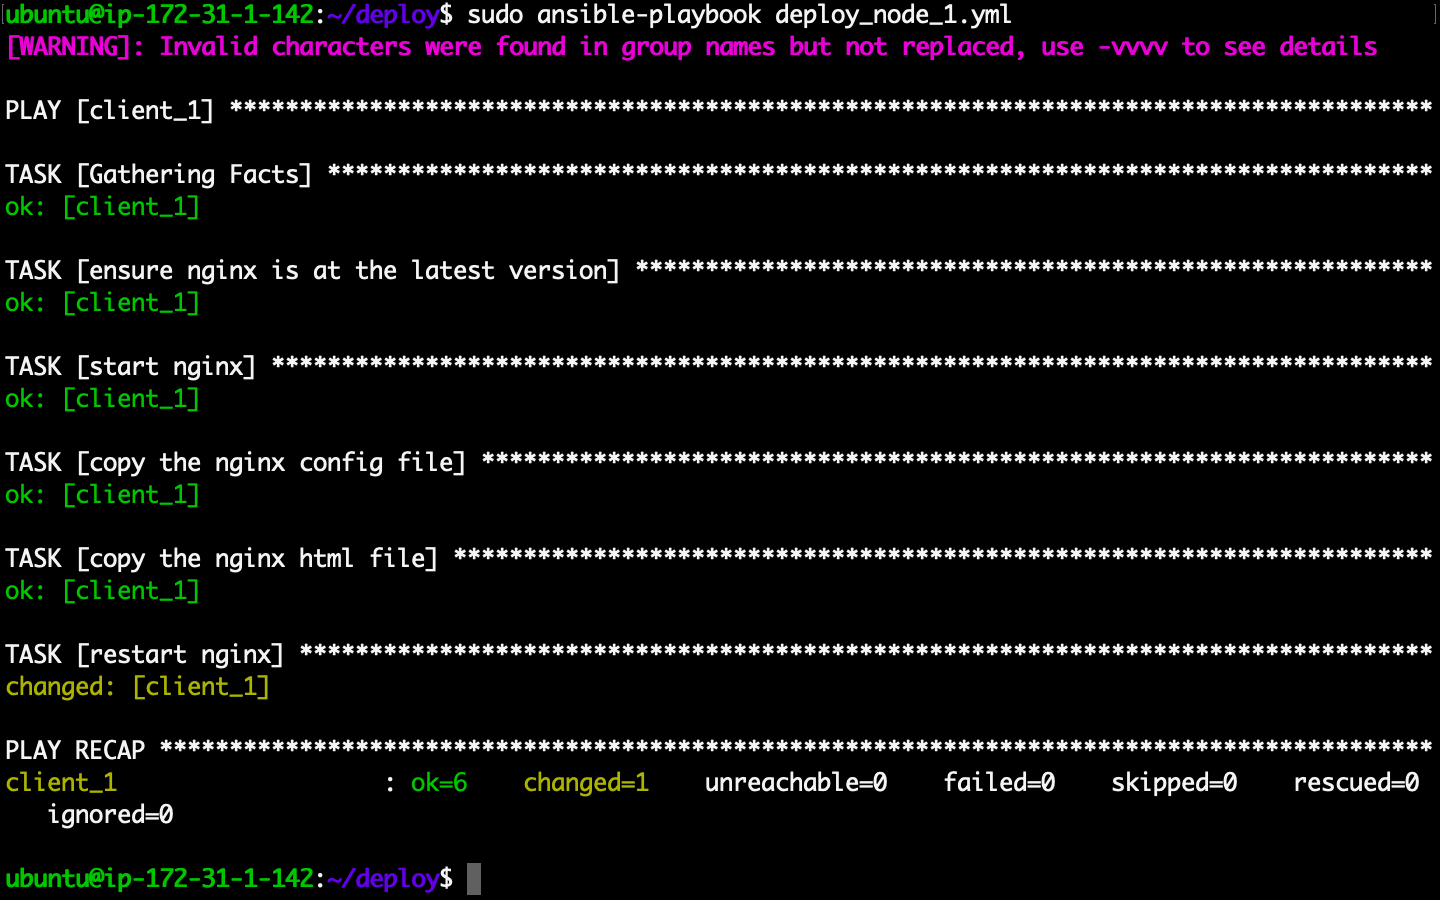 ubuntu@ip-172-31-1-142:~/deploy$ sudo ansible-playbook deploy_node_1.yml
[WARNING]: Invalid characters were found in group names but not replaced, use -vvvv to see details
PLAY [client_1] **************************************************************************************
TASK [Gathering Facts] *******************************************************************************
ok: [client_1]
TASK [ensure nginx is at the latest version] *********************************************************
ok: [client_1]
TASK [start nginx] ***********************************************************************************
ok: [client_1]
TASK [copy the nginx config file] ********************************************************************
ok: [client_1]
TASK [copy the nginx html file] **********************************************************************
ok: [client_1]
TASK [restart nginx] *********************************************************************************
changed: [client_1]
PLAY RECAP *******************************************************************************************
client_1                   : ok=6    changed=1    unreachable=0    failed=0    skipped=0    rescued=0
   ignored=0
ubuntu@ip-172-31-1-142:~/deploy$